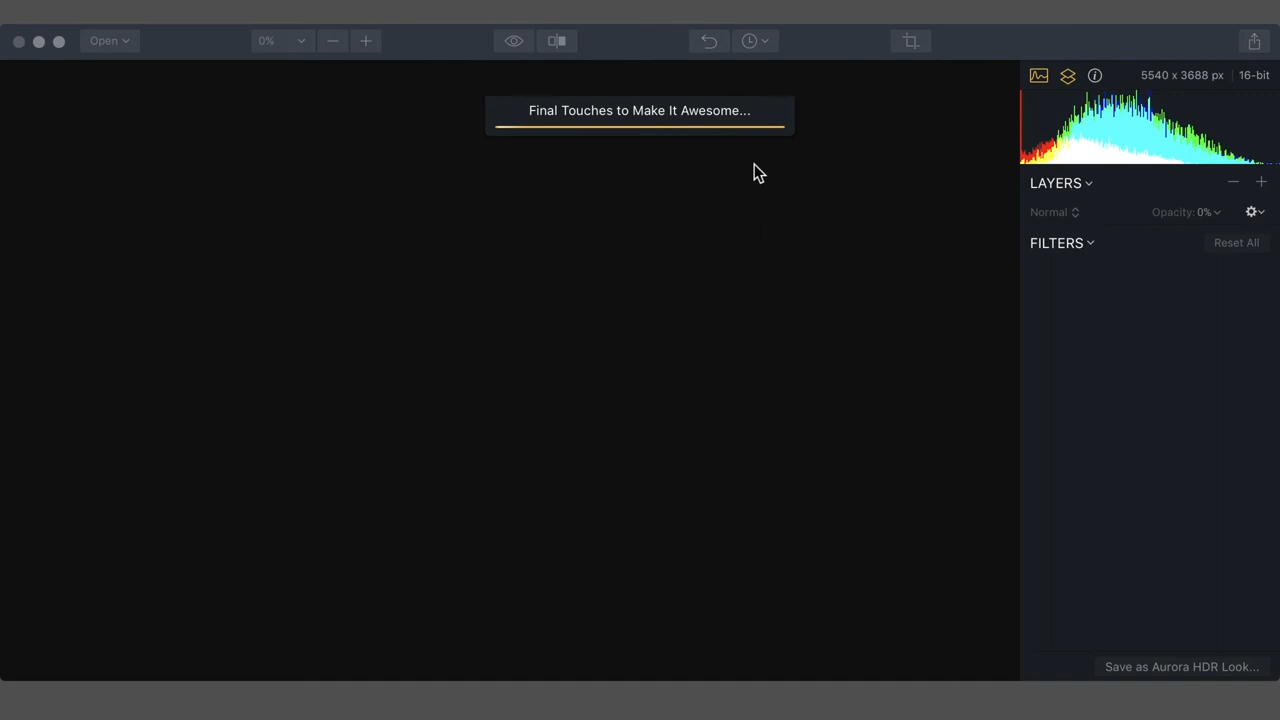 Open 0%
5540 x 3688 px 16-bit
Final Touches to Make It Awesome...
LAYERS
Normal Opacity: 0%
FILTERS Reset All
Save as Aurora HDR Look...